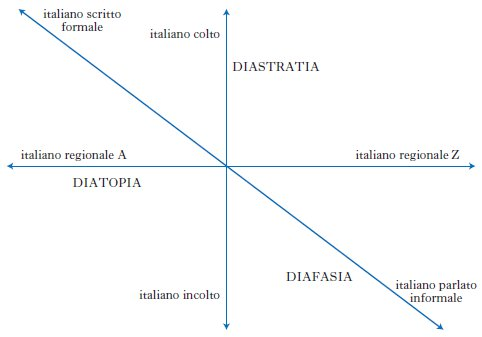 italiano scritto
formale
italiano colto
DIASTRATIA
italiano regionale A
italiano regionale Z
DIATOPIA
DIAFASIA
italiano parlato
informale
italiano incolto